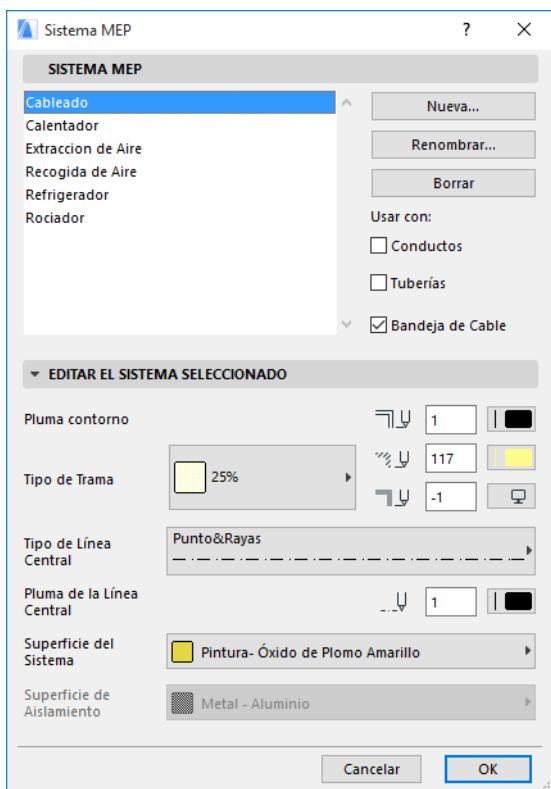 Sistema MEP
?
SISTEMA MEP
Cableado
Calentador
Extraccion de Aire
Recogida de Aire
Refrigerador
Rociador
Nueva...
Renombrar...
Borrar
Usar con:
Conductos
Tuberías
Bandeja de Cable
EDITAR EL SISTEMA SELECCIONADO
Pluma contorno
1
Tipo de Trama
25%
117
-1
Tipo de Línea
Central
Punto&Rayas
Pluma de la Línea
Central
1
Superficie del
Sistema
Pintura- Óxido de Plomo Amarillo
Superficie de
Aislamiento
Metal - Aluminio
Cancelar
OK